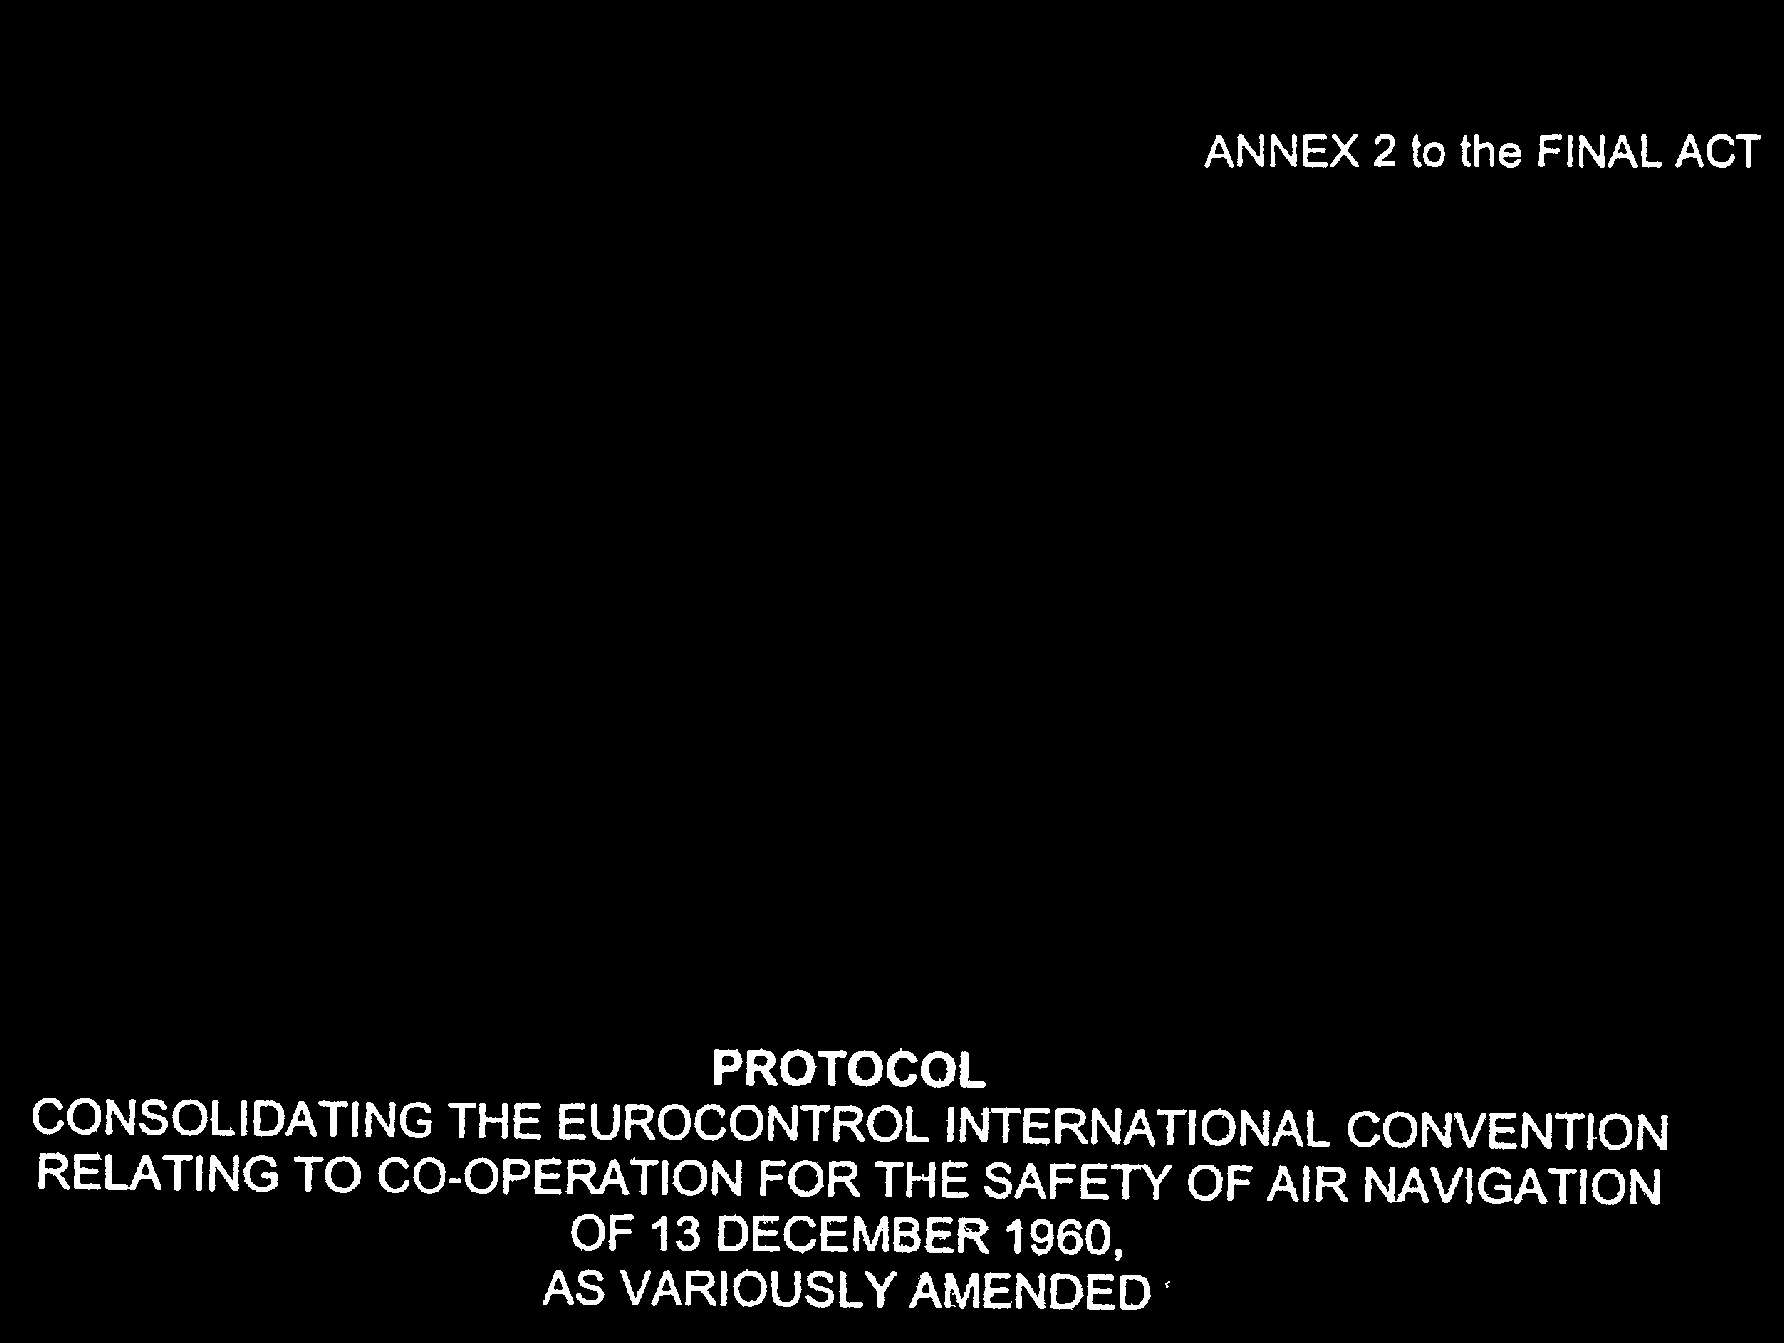 ANNEX 2 to the FINAL ACT
PROTOCOL
CONSOLIDATING THE EUROCONTROL INTERNATIONAL CONVENTION
RELATING TO CO-OPERATION FOR THE SAFETY OF AIR NAVIGATION
OF 13 DECEMBER 1960,
AS VARIOUSLY AMENDED